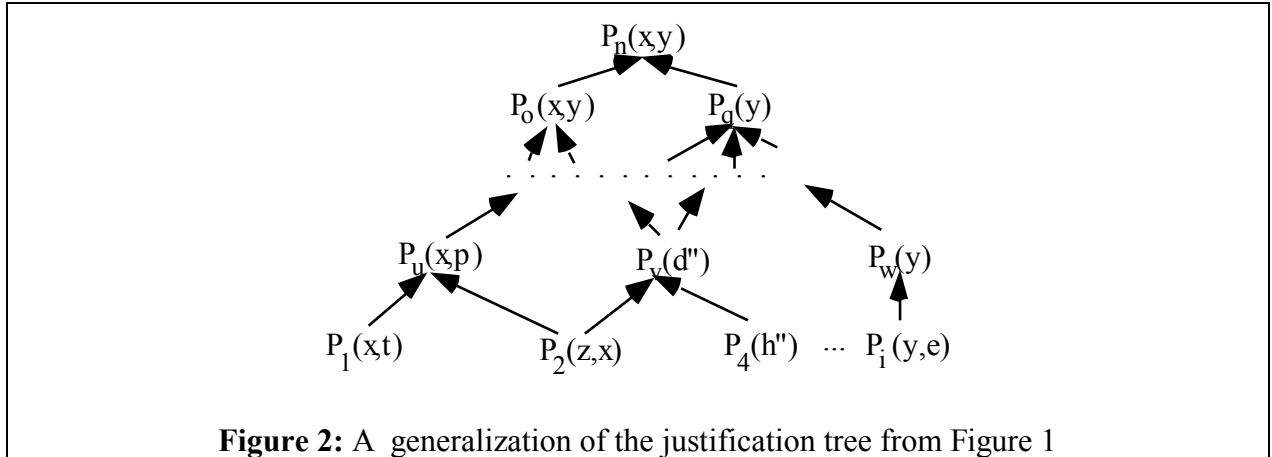 Pn(x,y)
Po(x,y) Pq(y)
. . . . . . . . . . . .
Pu(x,p) Pv(d") Pw(y)
P1(x,t) P2(z,x) P4(h") ... Pi(y,e)
Figure 2: A generalization of the justification tree from Figure 1